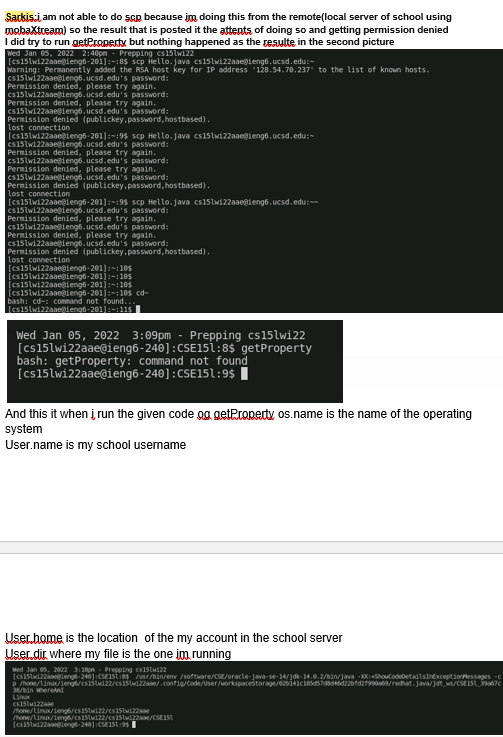 Sarkis:i am not able to do scp because im doing this from the remote(local server of school using
mobaXtream) so the result that is posted it the attemts of doing so and getting permission denied
I did try to run getProperty but nothing happened as the resulte in the second picture
Wed Jan 05, 2022 2:40pm - Prepping cs15lwi22
[cs15lwi22aae@ieng6-201]:~:8$ scp Hello.java cs15lwi22aae@ieng6.ucsd.edu:~
Warning: Permanently added the RSA host key for IP address '128.54.70.237' to the list of known hosts.
cs15lwi22aae@ieng6.ucsd.edu's password:
Permission denied, please try again.
cs15lwi22aae@ieng6.ucsd.edu's password:
Permission denied, please try again.
cs15lwi22aae@ieng6.ucsd.edu's password:
Permission denied (publickey,password,hostbased).
lost connection
[cs15lwi22aae@ieng6-201]:~:9$ scp Hello.java cs15lwi22aae@ieng6.ucsd.edu:~
cs15lwi22aae@ieng6.ucsd.edu's password:
Permission denied, please try again.
cs15lwi22aae@ieng6.ucsd.edu's password:
Permission denied, please try again.
cs15lwi22aae@ieng6.ucsd.edu's password:
Permission denied (publickey,password,hostbased).
lost connection
[cs15lwi22aae@ieng6-201]:~:9$ scp Hello.java cs15lwi22aae@ieng6.ucsd.edu:~~
cs15lwi22aae@ieng6.ucsd.edu's password:
Permission denied, please try again.
cs15lwi22aae@ieng6.ucsd.edu's password:
Permission denied, please try again.
cs15lwi22aae@ieng6.ucsd.edu's password:
Permission denied (publickey,password,hostbased).
lost connection
[cs15lwi22aae@ieng6-201]:~:10$
[cs15lwi22aae@ieng6-201]:~:10$
[cs15lwi22aae@ieng6-201]:~:10$
[cs15lwi22aae@ieng6-201]:~:10$ cd~
bash: cd~: command not found...
[cs15lwi22aae@ieng6-201]:~:11$
Wed Jan 05, 2022 3:09pm - Prepping cs15lwi22
[cs15lwi22aae@ieng6-240]:CSE15l:8$ getProperty
bash: getProperty: command not found
[cs15lwi22aae@ieng6-240]:CSE15l:9$
And this it when i run the given code og getProperty os.name is the name of the operating
system
User.name is my school username
User.home is the location of the my account in the school server
User.dir where my file is the one im running
Wed Jan 05, 2022 3:18pm - Prepping cs15lwi22
[cs15lwi22aae@ieng6-240]:CSE15l:8$ /usr/bin/env /software/CSE/oracle-java-se-14/jdk-14.0.2/bin/java -XX:+ShowCodeDetailsInExceptionMessages -c
p /home/linux/ieng6/cs15lwi22/cs15lwi22aae/.config/Code/User/workspaceStorage/02b141c185d57d8d46d22bfd2f990a69/redhat.java/jdt_ws/CSE15l_39a67c
38/bin WhereAmI
Linux
cs15lwi22aae
/home/linux/ieng6/cs15lwi22/cs15lwi22aae
/home/linux/ieng6/cs15lwi22/cs15lwi22aae/CSE15l
[cs15lwi22aae@ieng6-240]:CSE15l:9$